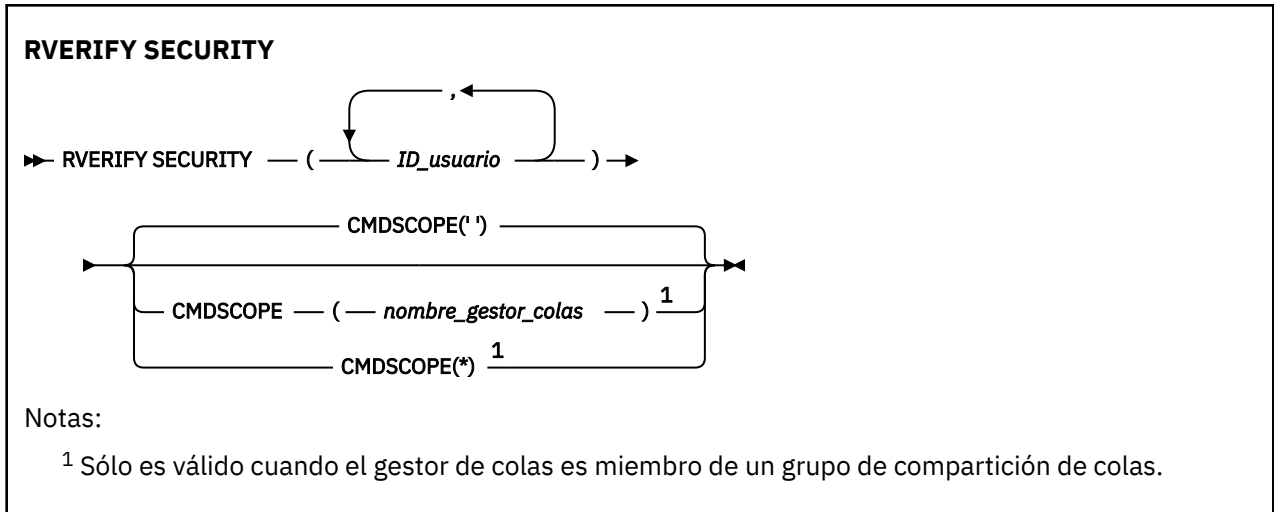 RVERIFY SECURITY
,
RVERIFY SECURITY ( ID_usuario )
CMDSCOPE(' ')
CMDSCOPE ( nombre_gestor_colas ) 1
CMDSCOPE(*) 1
Notas:
1 Sólo es válido cuando el gestor de colas es miembro de un grupo de compartición de colas.